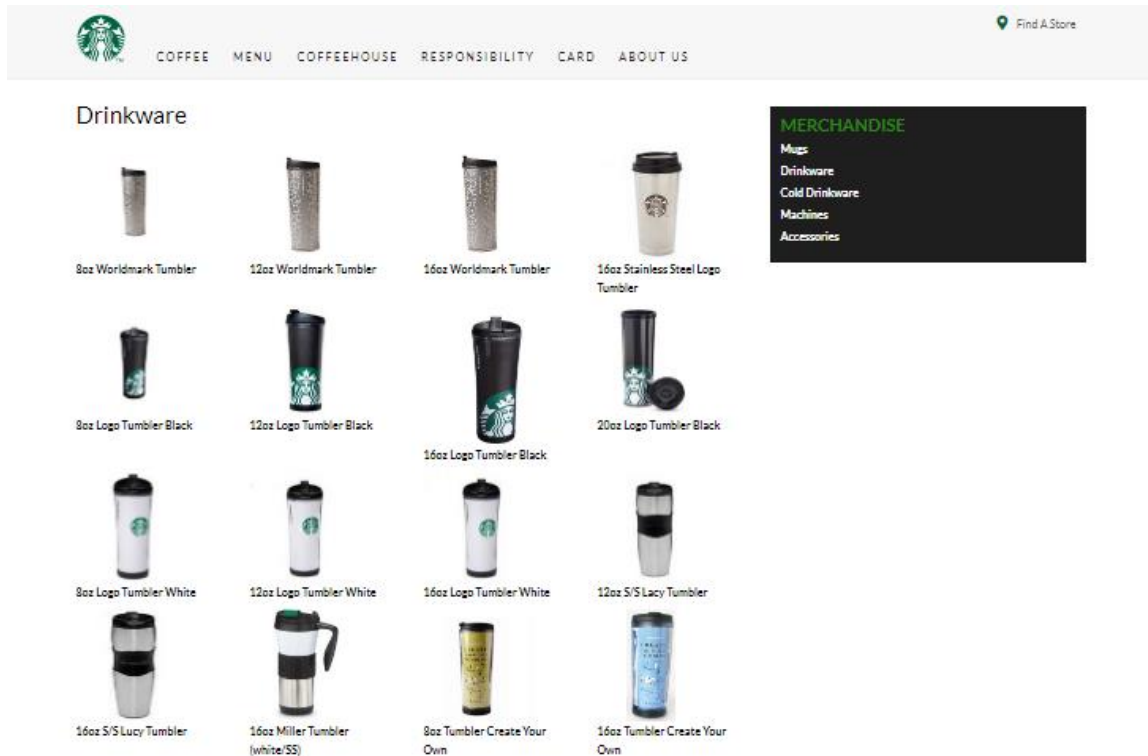 Find A Store
COFFEE MENU COFFEEHOUSE RESPONSIBILITY CARD ABOUT US
Drinkware
MERCHANDISE
Mugs
Drinkware
Cold Drinkware
Machines
Accessories
8oz Worldmark Tumbler
12oz Worldmark Tumbler
16oz Worldmark Tumbler
16oz Stainless Steel Logo
Tumbler
8oz Logo Tumbler Black
12oz Logo Tumbler Black
16oz Logo Tumbler Black
20oz Logo Tumbler Black
8oz Logo Tumbler White
12oz Logo Tumbler White
16oz Logo Tumbler White
12oz S/S Lacy Tumbler
16oz S/S Lucy Tumbler
16oz Miller Tumbler
(white/SS)
8oz Tumbler Create Your
Own
16oz Tumbler Create Your
Own